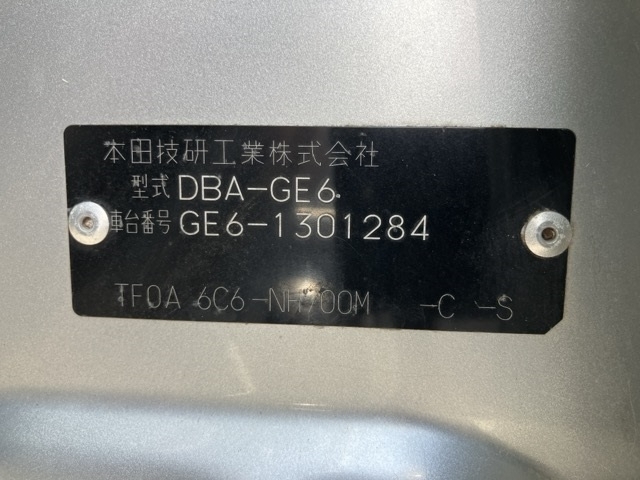 本田技研工業株式会社
型式 DBA-GE6
車台番号 GE6-1301284
TF0A 6C6-NH700M -C -S